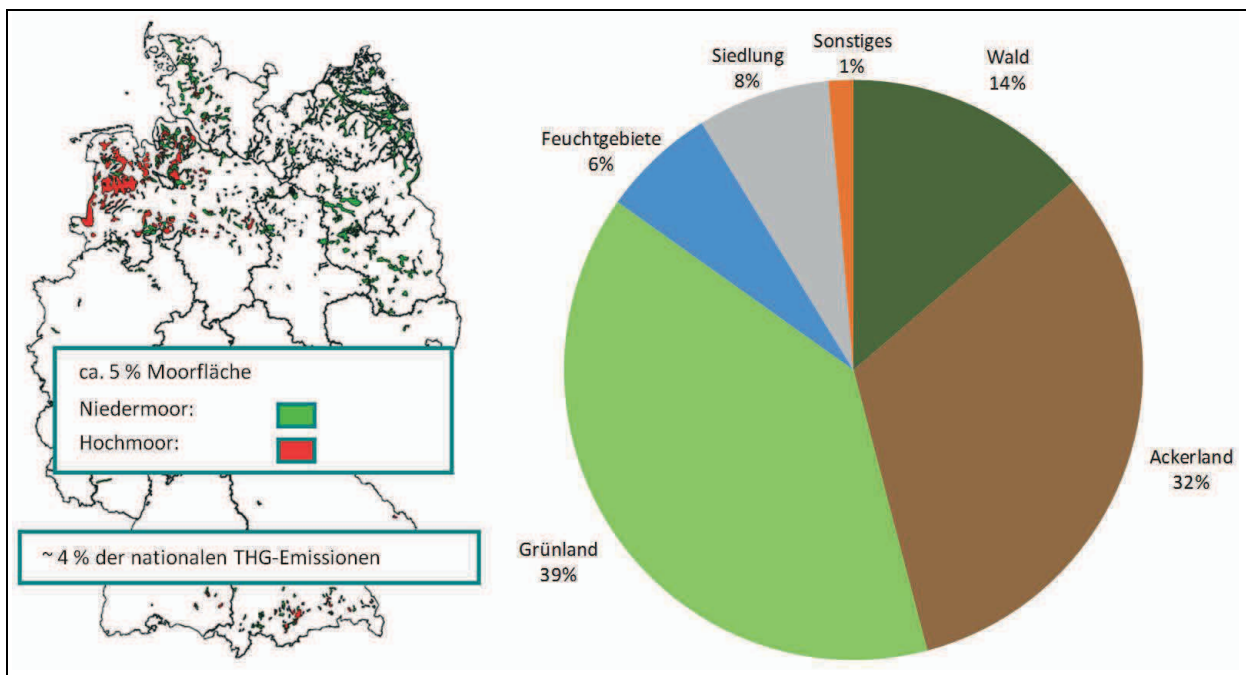 ca. 5 % Moorfläche
Niedermoor:
Hochmoor:
~ 4 % der nationalen THG-Emissionen
Sonstiges
1%
Wald
14%
Siedlung
8%
Feuchtgebiete
6%
Ackerland
32%
Grünland
39%